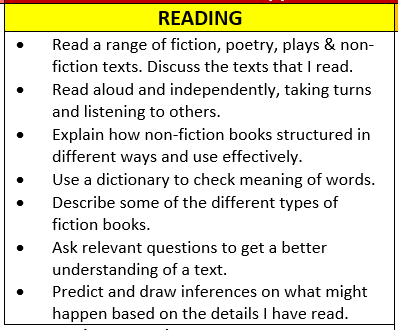 READING
• Read a range of fiction, poetry, plays & non-
fiction texts. Discuss the texts that I read.
• Read aloud and independently, taking turns
and listening to others.
• Explain how non-fiction books structured in
different ways and use effectively.
• Use a dictionary to check meaning of words.
• Describe some of the different types of
fiction books.
• Ask relevant questions to get a better
understanding of a text.
• Predict and draw inferences on what might
happen based on the details I have read.